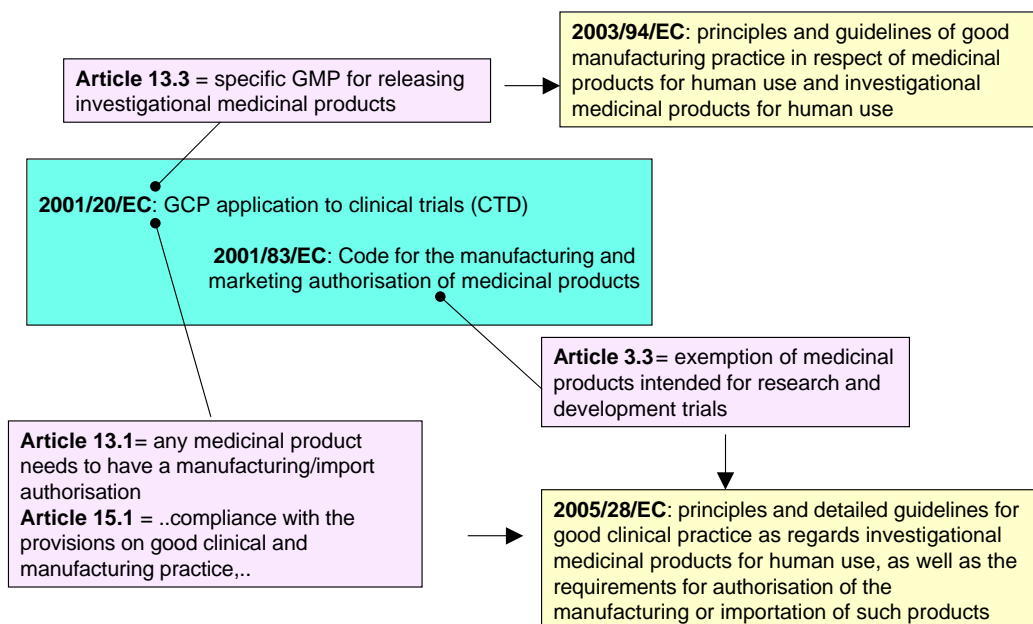 2003/94/EC: principles and guidelines of good
manufacturing practice in respect of medicinal
products for human use and investigational
medicinal products for human use
Article 13.3 = specific GMP for releasing
investigational medicinal products
2001/20/EC: GCP application to clinical trials (CTD)
2001/83/EC: Code for the manufacturing and
marketing authorisation of medicinal products
Article 3.3= exemption of medicinal
products intended for research and
development trials
Article 13.1= any medicinal product
needs to have a manufacturing/import
authorisation
Article 15.1 = ..compliance with the
provisions on good clinical and
manufacturing practice,..
2005/28/EC: principles and detailed guidelines for
good clinical practice as regards investigational
medicinal products for human use, as well as the
requirements for authorisation of the
manufacturing or importation of such products